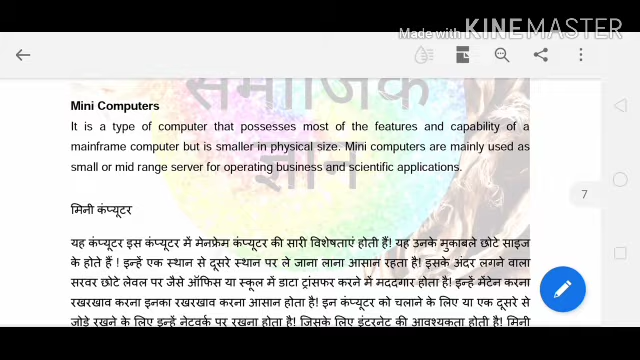 Made with KINEMASTER
सामाजिक
ज्ञान
Mini Computers
It is a type of computer that possesses most of the features and capability of a
mainframe computer but is smaller in physical size. Mini computers are mainly used as
small or mid range server for operating business and scientific applications.
7
मिनी कंप्यूटर
यह कंप्यूटर इस कंप्यूटर में मेनफ्रेम कंप्यूटर की सारी विशेषताएं होती हैं! यह उनके मुकाबले छोटे साइज
के होते हैं ! इन्हें एक स्थान से दूसरे स्थान पर ले जाना लाना आसान रहता है! इसके अंदर लगने वाला
सरवर छोटे लेवल पर जैसे ऑफिस या स्कूल में डाटा ट्रांसफर करने में मददगार होता है! इन्हें मेंटेन करना
रखरखाव करना इनका रखरखाव करना आसान होता है! इन कंप्यूटर को चलाने के लिए या एक दूसरे से
जोड़े रखने के लिए इन्हें नेटवर्क पर रखना होता है! जिसके लिए इंटरनेट की आवश्यकता होती है! मिनी